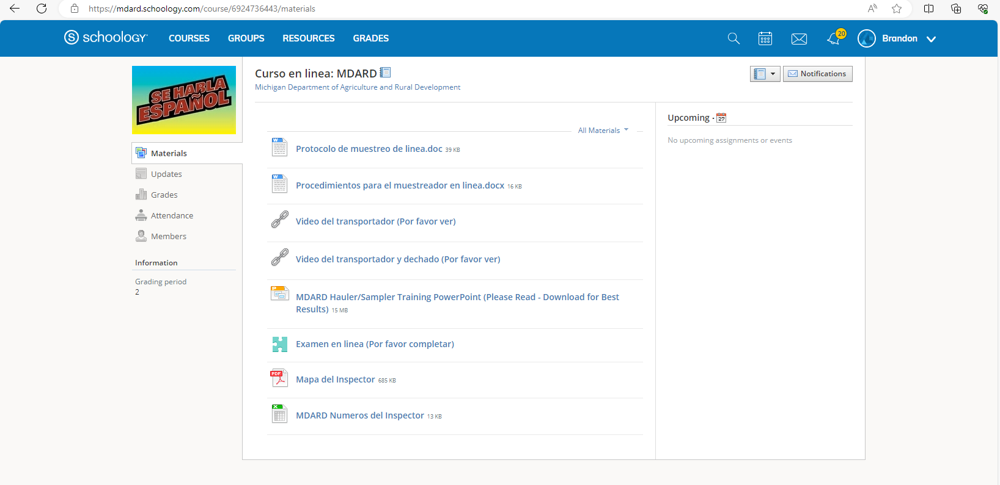 https://mdard.schoology.com/course/6924736443/materials
S schoology
COURSES
GROUPS
RESOURCES
GRADES
20
Brandon
SE HABLA
ESPAÑOL
Materials
Updates
Grades
Attendance
Members
Information
Grading period
2
Curso en linea: MDARD
Michigan Department of Agriculture and Rural Development
Notifications
All Materials
Protocolo de muestreo de linea.doc 39 KB
Procedimientos para el muestreador en linea.docx 16 KB
Video del transportador (Por favor ver)
Video del transportador y dechado (Por favor ver)
MDARD Hauler/Sampler Training PowerPoint (Please Read - Download for Best
Results) 15 MB
Examen en linea (Por favor completar)
PDF
Mapa del Inspector 685 KB
MDARD Numeros del Inspector 13 KB
Upcoming · 27
No upcoming assignments or events